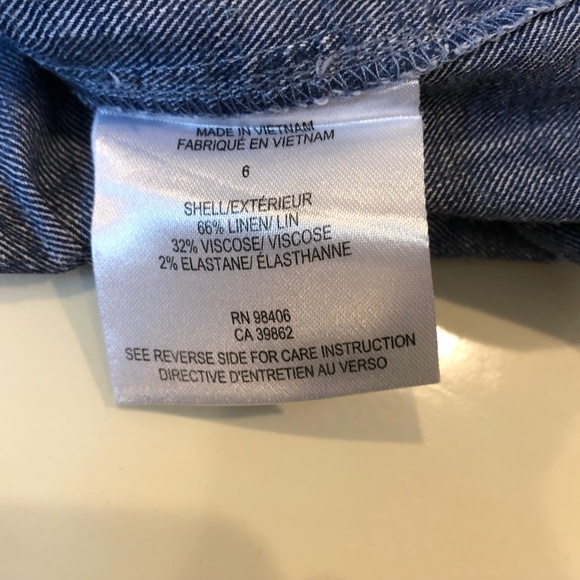 MADE IN VIETNAM
FABRIQUÉ EN VIETNAM
6
SHELL/EXTÉRIEUR
66% LINEN/ LIN
32% VISCOSE/ VISCOSE
2% ELASTANE/ ÉLASTHANNE
RN 98406
CA 39862
SEE REVERSE SIDE FOR CARE INSTRUCTION
DIRECTIVE D'ENTRETIEN AU VERSO